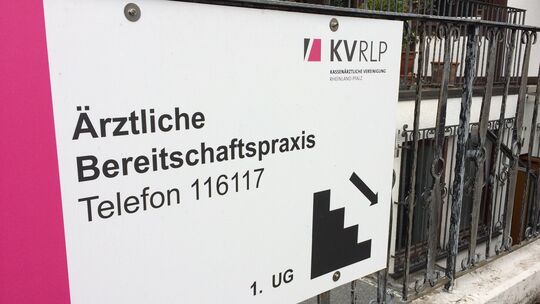 KVRLP
KASSENÄRZTLICHE VEREINIGUNG
RHEINLAND-PFALZ
Ärztliche
Bereitschaftspraxis
Telefon 116117
1. UG